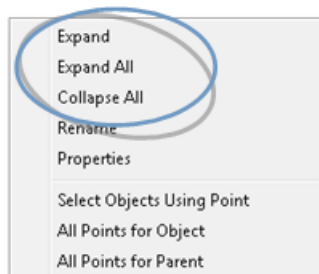 Expand
Expand All
Collapse All
Rename
Properties
Select Objects Using Point
All Points for Object
All Points for Parent